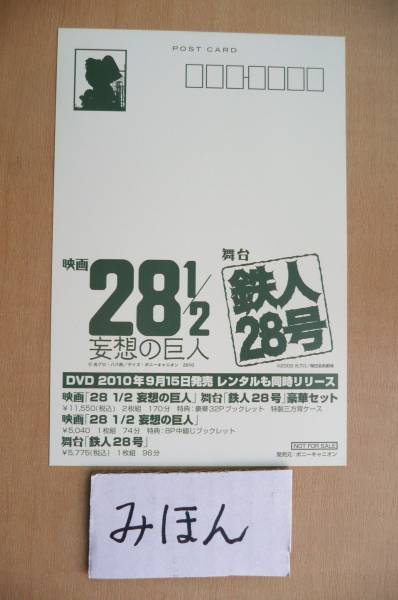 POST CARD
映画
28 1/2
妄想の巨人
舞台
鉄人
28号
DVD 2010年9月15日発売 レンタルも同時リリース
映画「28 1/2 妄想の巨人」 舞台「鉄人28号」豪華セット
¥11,550(税込) 2枚組 170分 特典:豪華32Pブックレット 特製三方背ケース
映画「28 1/2 妄想の巨人」
¥5,040 1枚組 74分 特典:8P中綴じブックレット
舞台「鉄人28号」
¥5,775(税込) 1枚組 96分
NOT FOR SALE
発売元:ポニーキャニオン
みほん